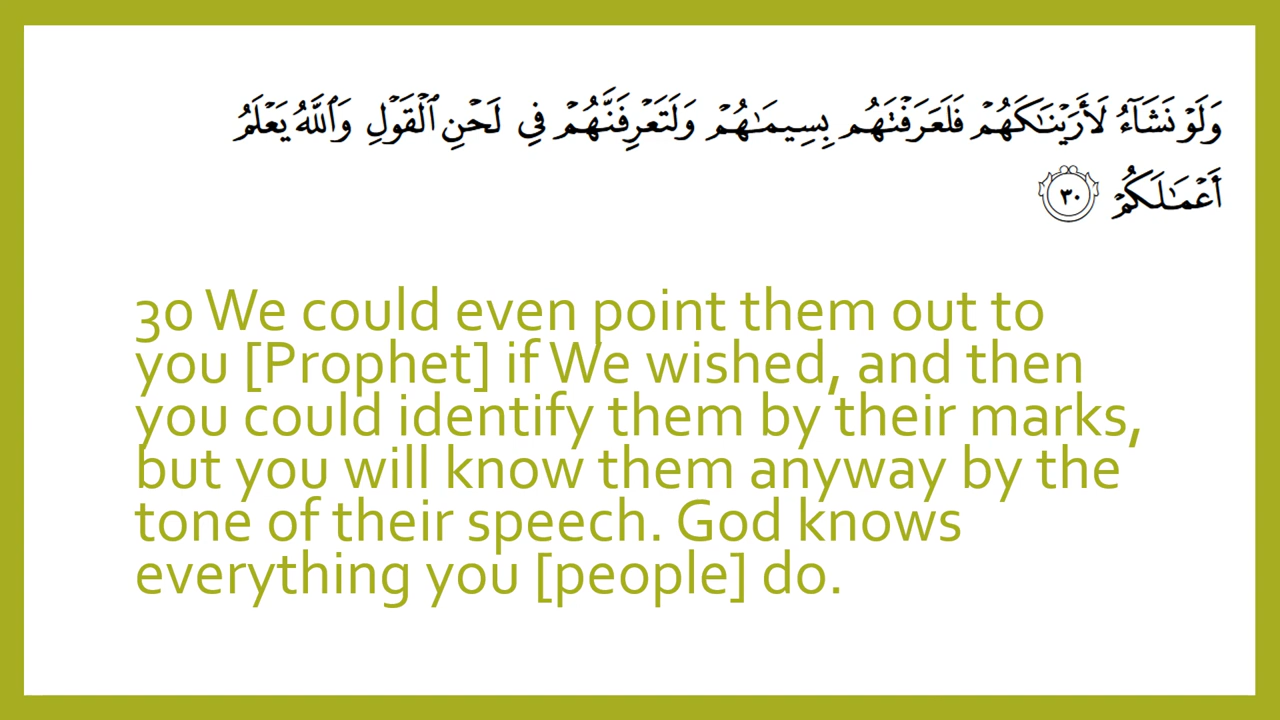 وَلَوْ نَشَآءُ لَأَرَيْنَـٰكَهُمْ فَلَعَرَفْتَهُم بِسِيمَـٰهُمْ وَلَتَعْرِفَنَّهُمْ فِى لَحْنِ ٱلْقَوْلِ وَٱللَّهُ يَعْلَمُ
أَعْمَـٰلَكُمْ ٣٠
30 We could even point them out to
you [Prophet] if We wished, and then
you could identify them by their marks,
but you will know them anyway by the
tone of their speech. God knows
everything you [people] do.